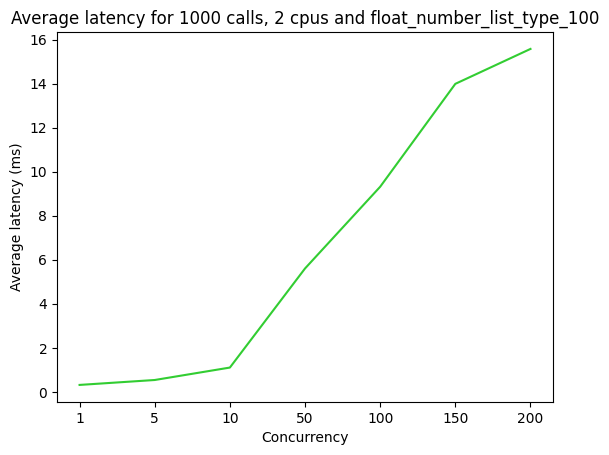 Average latency for 1000 calls, 2 cpus and float_number_list_type_100
16
14
12
10
8
6
4
2
0
Average latency (ms)
1 5 10 50 100 150 200
Concurrency